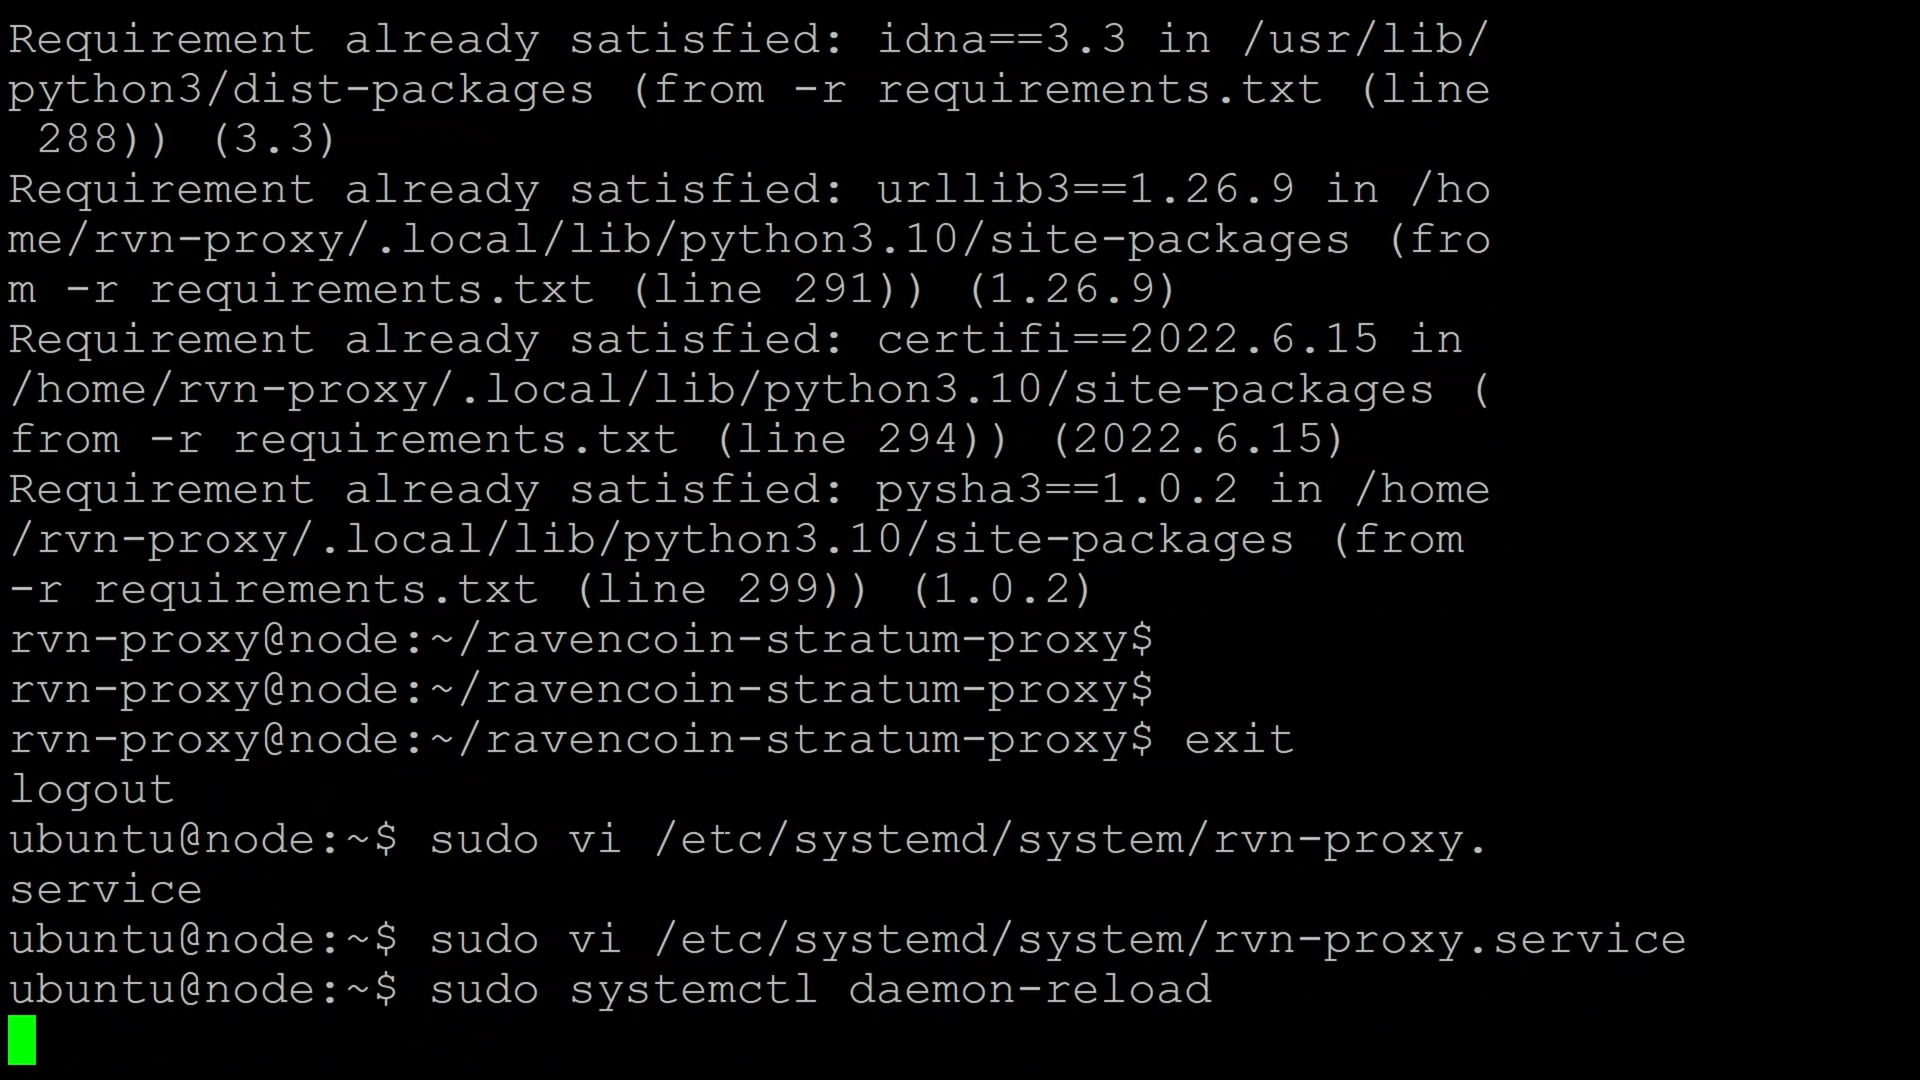 Requirement already satisfied: idna==3.3 in /usr/lib/
python3/dist-packages (from -r requirements.txt (line
 288)) (3.3)
Requirement already satisfied: urllib3==1.26.9 in /ho
me/rvn-proxy/.local/lib/python3.10/site-packages (fro
m -r requirements.txt (line 291)) (1.26.9)
Requirement already satisfied: certifi==2022.6.15 in
/home/rvn-proxy/.local/lib/python3.10/site-packages (
from -r requirements.txt (line 294)) (2022.6.15)
Requirement already satisfied: pysha3==1.0.2 in /home
/rvn-proxy/.local/lib/python3.10/site-packages (from
-r requirements.txt (line 299)) (1.0.2)
rvn-proxy@node:~/ravencoin-stratum-proxy$
rvn-proxy@node:~/ravencoin-stratum-proxy$
rvn-proxy@node:~/ravencoin-stratum-proxy$ exit
logout
ubuntu@node:~$ sudo vi /etc/systemd/system/rvn-proxy.
service
ubuntu@node:~$ sudo vi /etc/systemd/system/rvn-proxy.service
ubuntu@node:~$ sudo systemctl daemon-reload